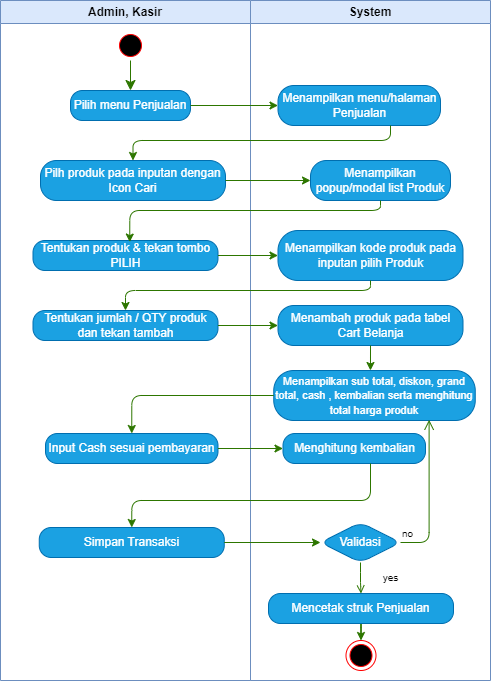 Admin, Kasir
System
Pilih menu Penjualan
Menampilkan menu/halaman
Penjualan
Pilh produk pada inputan dengan
Icon Cari
Menampilkan
popup/modal list Produk
Tentukan produk & tekan tombo
PILIH
Menampilkan kode produk pada
inputan pilih Produk
Tentukan jumlah / QTY produk
dan tekan tambah
Menambah produk pada tabel
Cart Belanja
Menampilkan sub total, diskon, grand
total, cash , kembalian serta menghitung
total harga produk
Input Cash sesuai pembayaran
Menghitung kembalian
Simpan Transaksi
Validasi
no
yes
Mencetak struk Penjualan